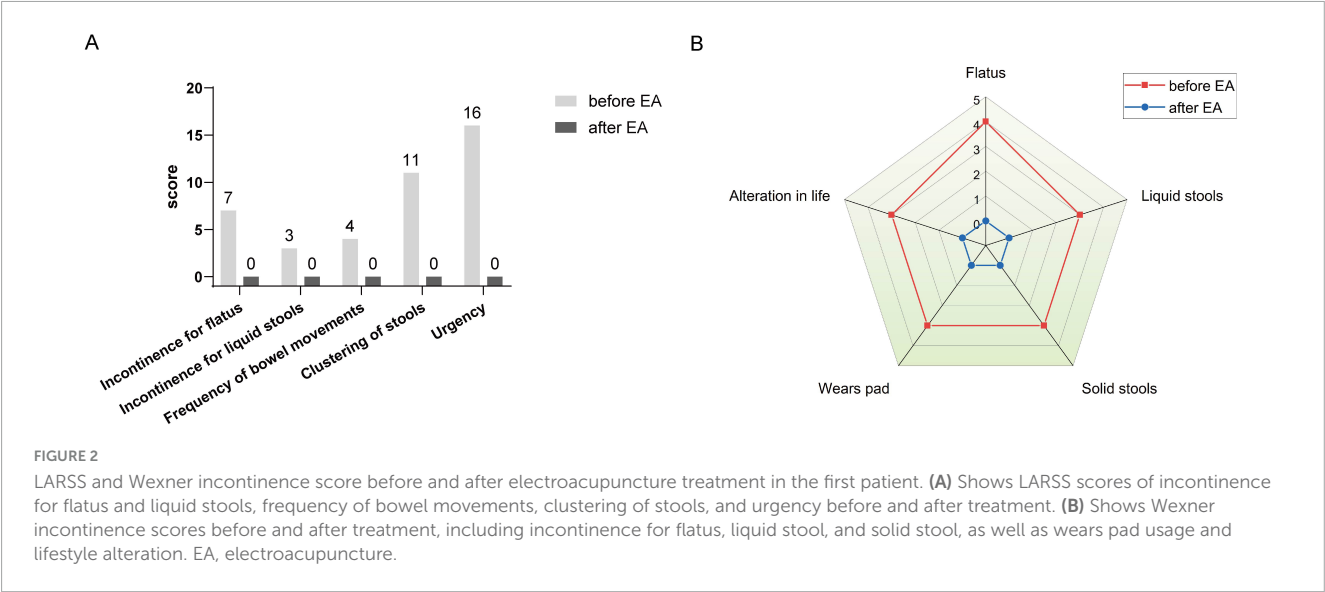 A
20
15
10
5
0
score
7
0
3
0
4
0
11
0
16
0
Incontinence for flatus
Incontinence for liquid stools
Frequency of bowel movements
Clustering of stools
Urgency
before EA
after EA
B
Flatus
5
4
3
2
1
0
Alteration in life
Liquid stools
Wears pad
Solid stools
before EA
after EA
FIGURE 2
LARSS and Wexner incontinence score before and after electroacupuncture treatment in the first patient. (A) Shows LARSS scores of incontinence
for flatus and liquid stools, frequency of bowel movements, clustering of stools, and urgency before and after treatment. (B) Shows Wexner
incontinence scores before and after treatment, including incontinence for flatus, liquid stool, and solid stool, as well as wears pad usage and
lifestyle alteration. EA, electroacupuncture.